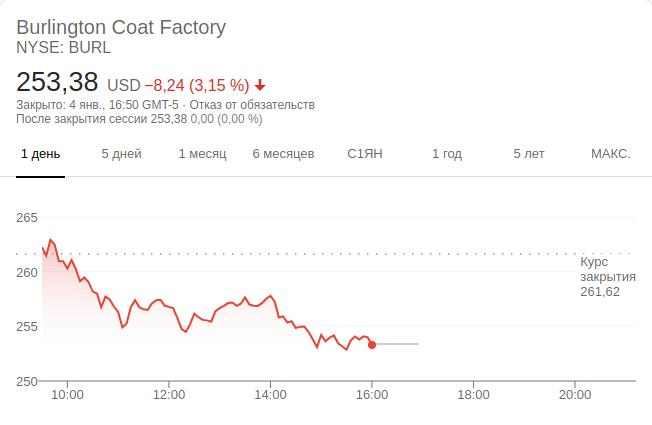 Burlington Coat Factory
NYSE: BURL
253,38 USD −8,24 (3,15 %)
Закрыто: 4 янв., 16:50 GMT-5 · Отказ от обязательств
После закрытия сессии 253,38 0,00 (0,00 %)
1 день 5 дней 1 месяц 6 месяцев С1ЯН 1 год 5 лет МАКС.
265
Курс
закрытия
261,62
260
255
250
10:00 12:00 14:00 16:00 18:00 20:00